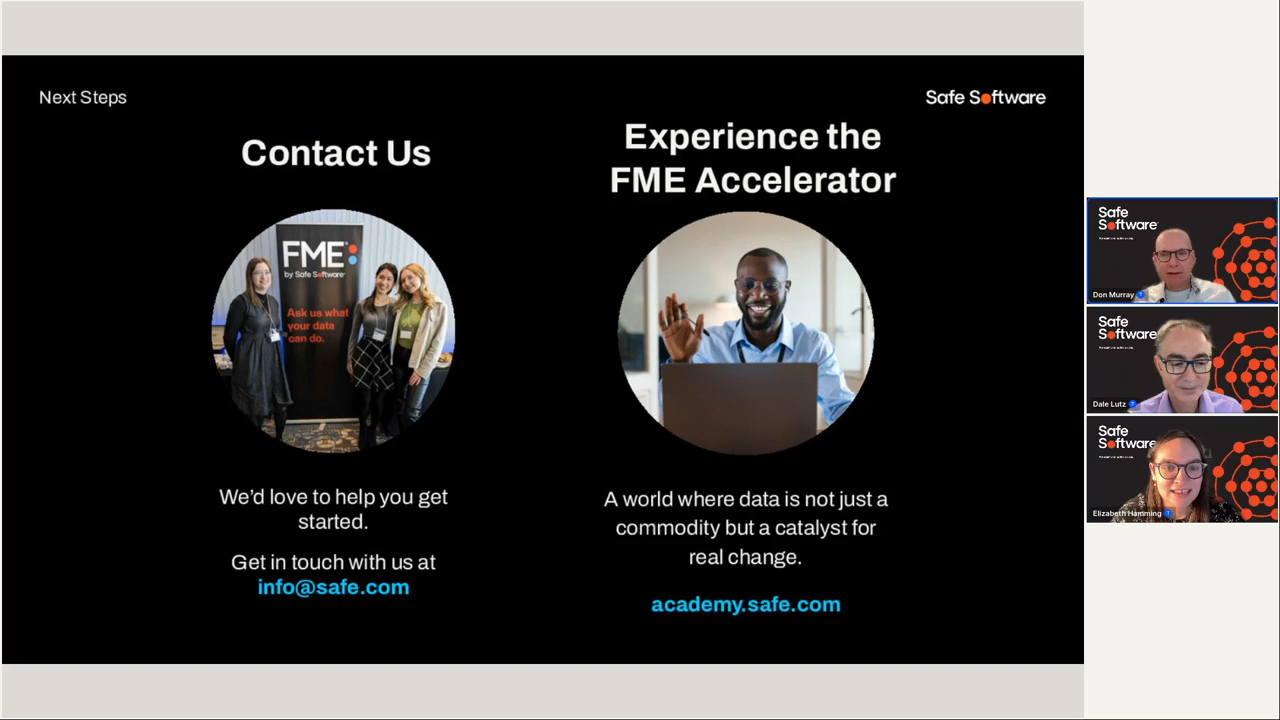 Next Steps
Safe Software
Contact Us
Experience the
FME Accelerator
FME
by Safe Software
Ask us what
your data
can do.
We'd love to help you get
started.
Get in touch with us at
info@safe.com
A world where data is not just a
commodity but a catalyst for
real change.
academy.safe.com
Safe
Software
Don Murray
Safe
Software
Dale Lutz
Safe
Software
Elizabeth Hamming